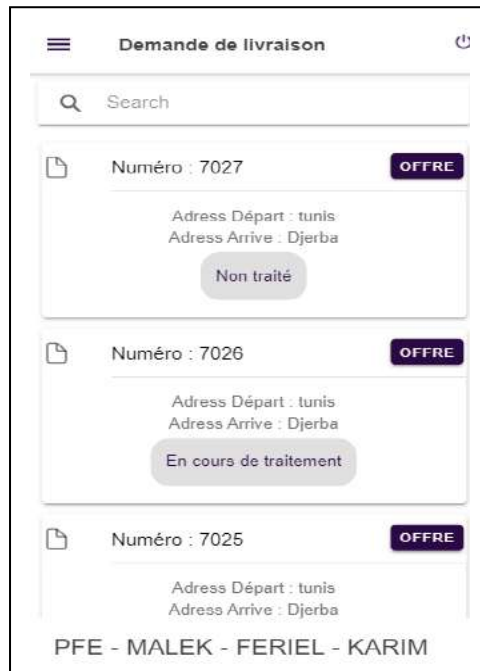 Demande de livraison
Search
Numéro : 7027 OFFRE
Adress Départ : tunis
Adress Arrive : Djerba
Non traité
Numéro : 7026 OFFRE
Adress Départ : tunis
Adress Arrive : Djerba
En cours de traitement
Numéro : 7025 OFFRE
Adress Départ : tunis
Adress Arrive : Djerba
PFE - MALEK - FERIEL - KARIM